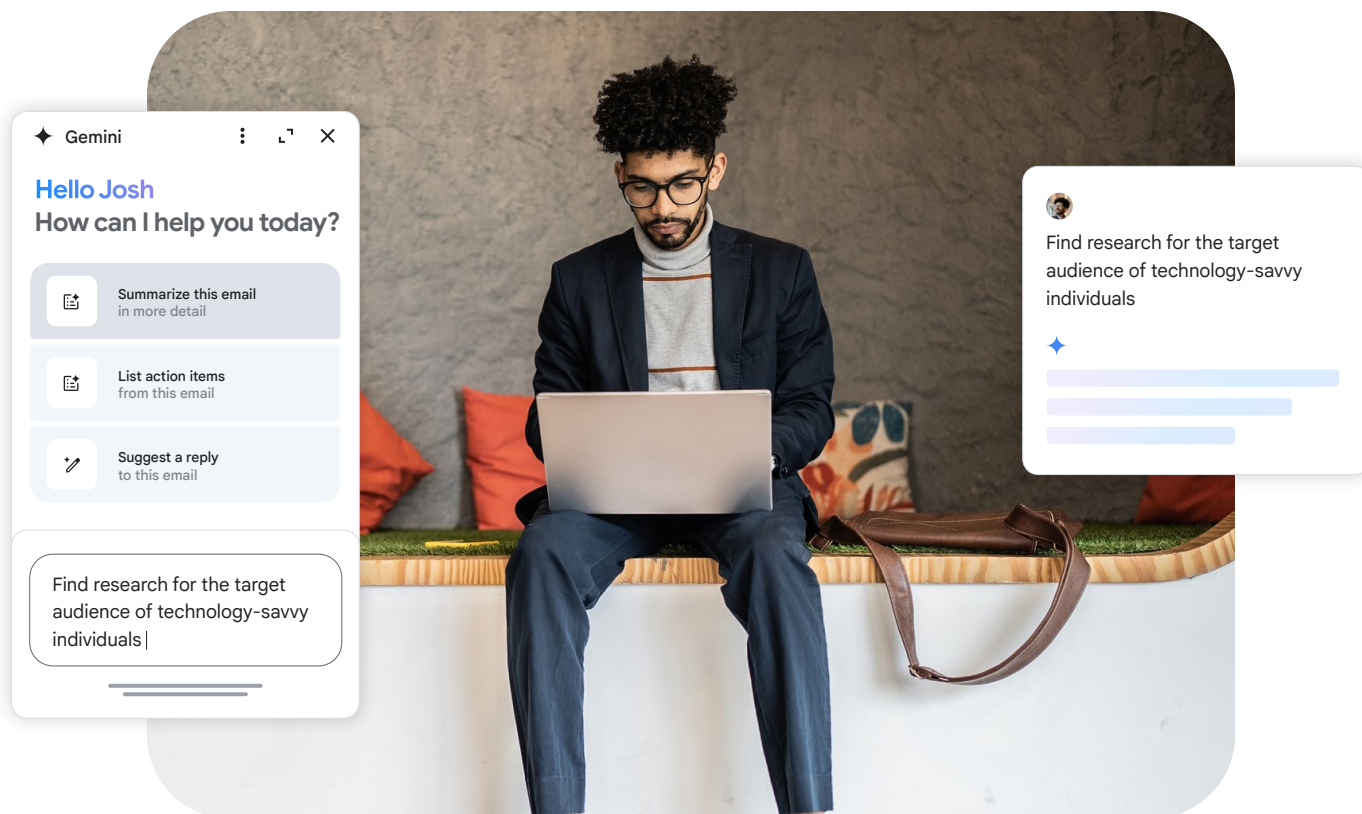 Gemini
Hello Josh
How can I help you today?
Summarize this email
in more detail
List action items
from this email
Suggest a reply
to this email
Find research for the target
audience of technology-savvy
individuals
Find research for the target
audience of technology-savvy
individuals